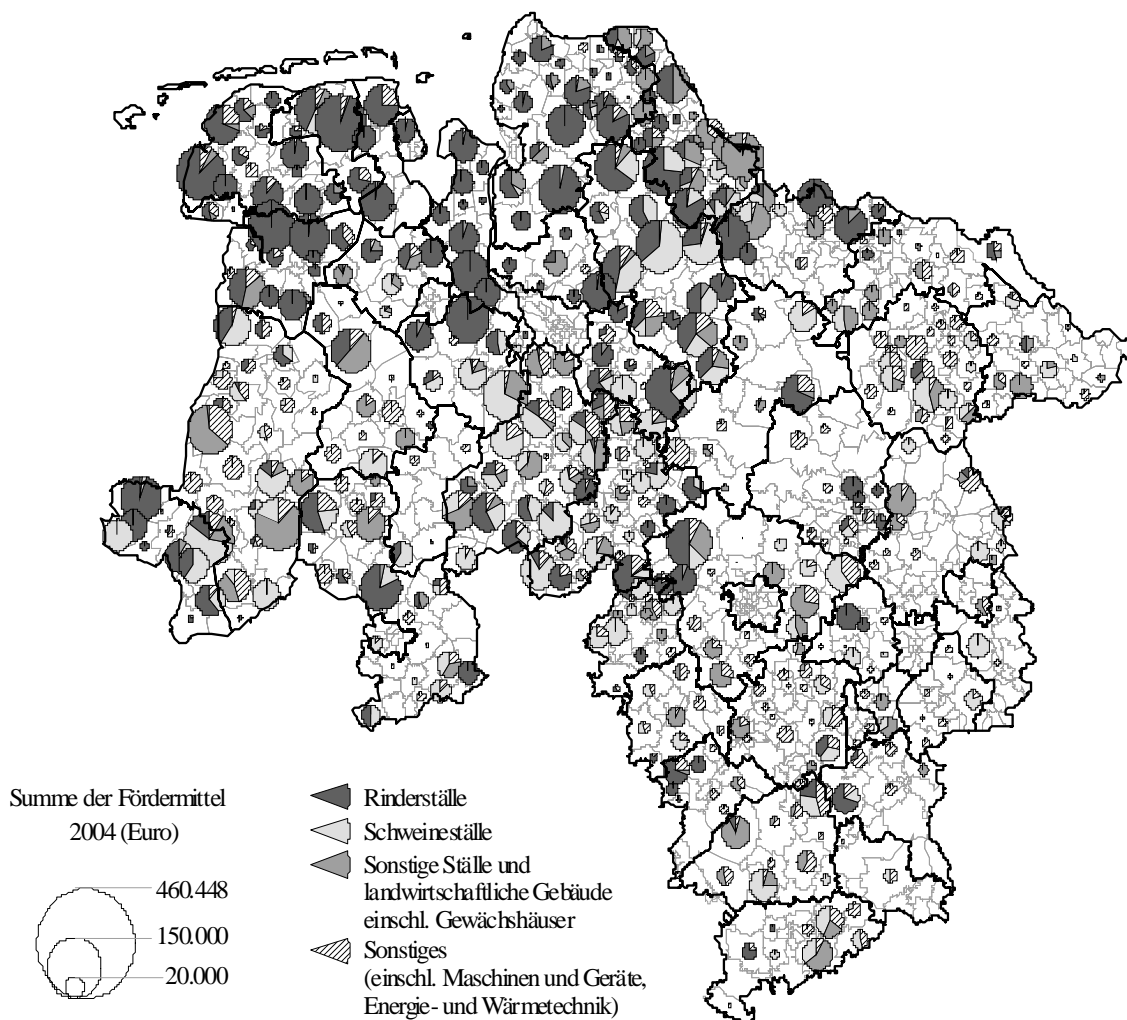 Summe der Fördermittel
2004 (Euro)
460.448
150.000
20.000
Rinderställe
Schweineställe
Sonstige Ställe und
landwirtschaftliche Gebäude
einschl. Gewächshäuser
Sonstiges
(einschl. Maschinen und Geräte,
Energie- und Wärmetechnik)